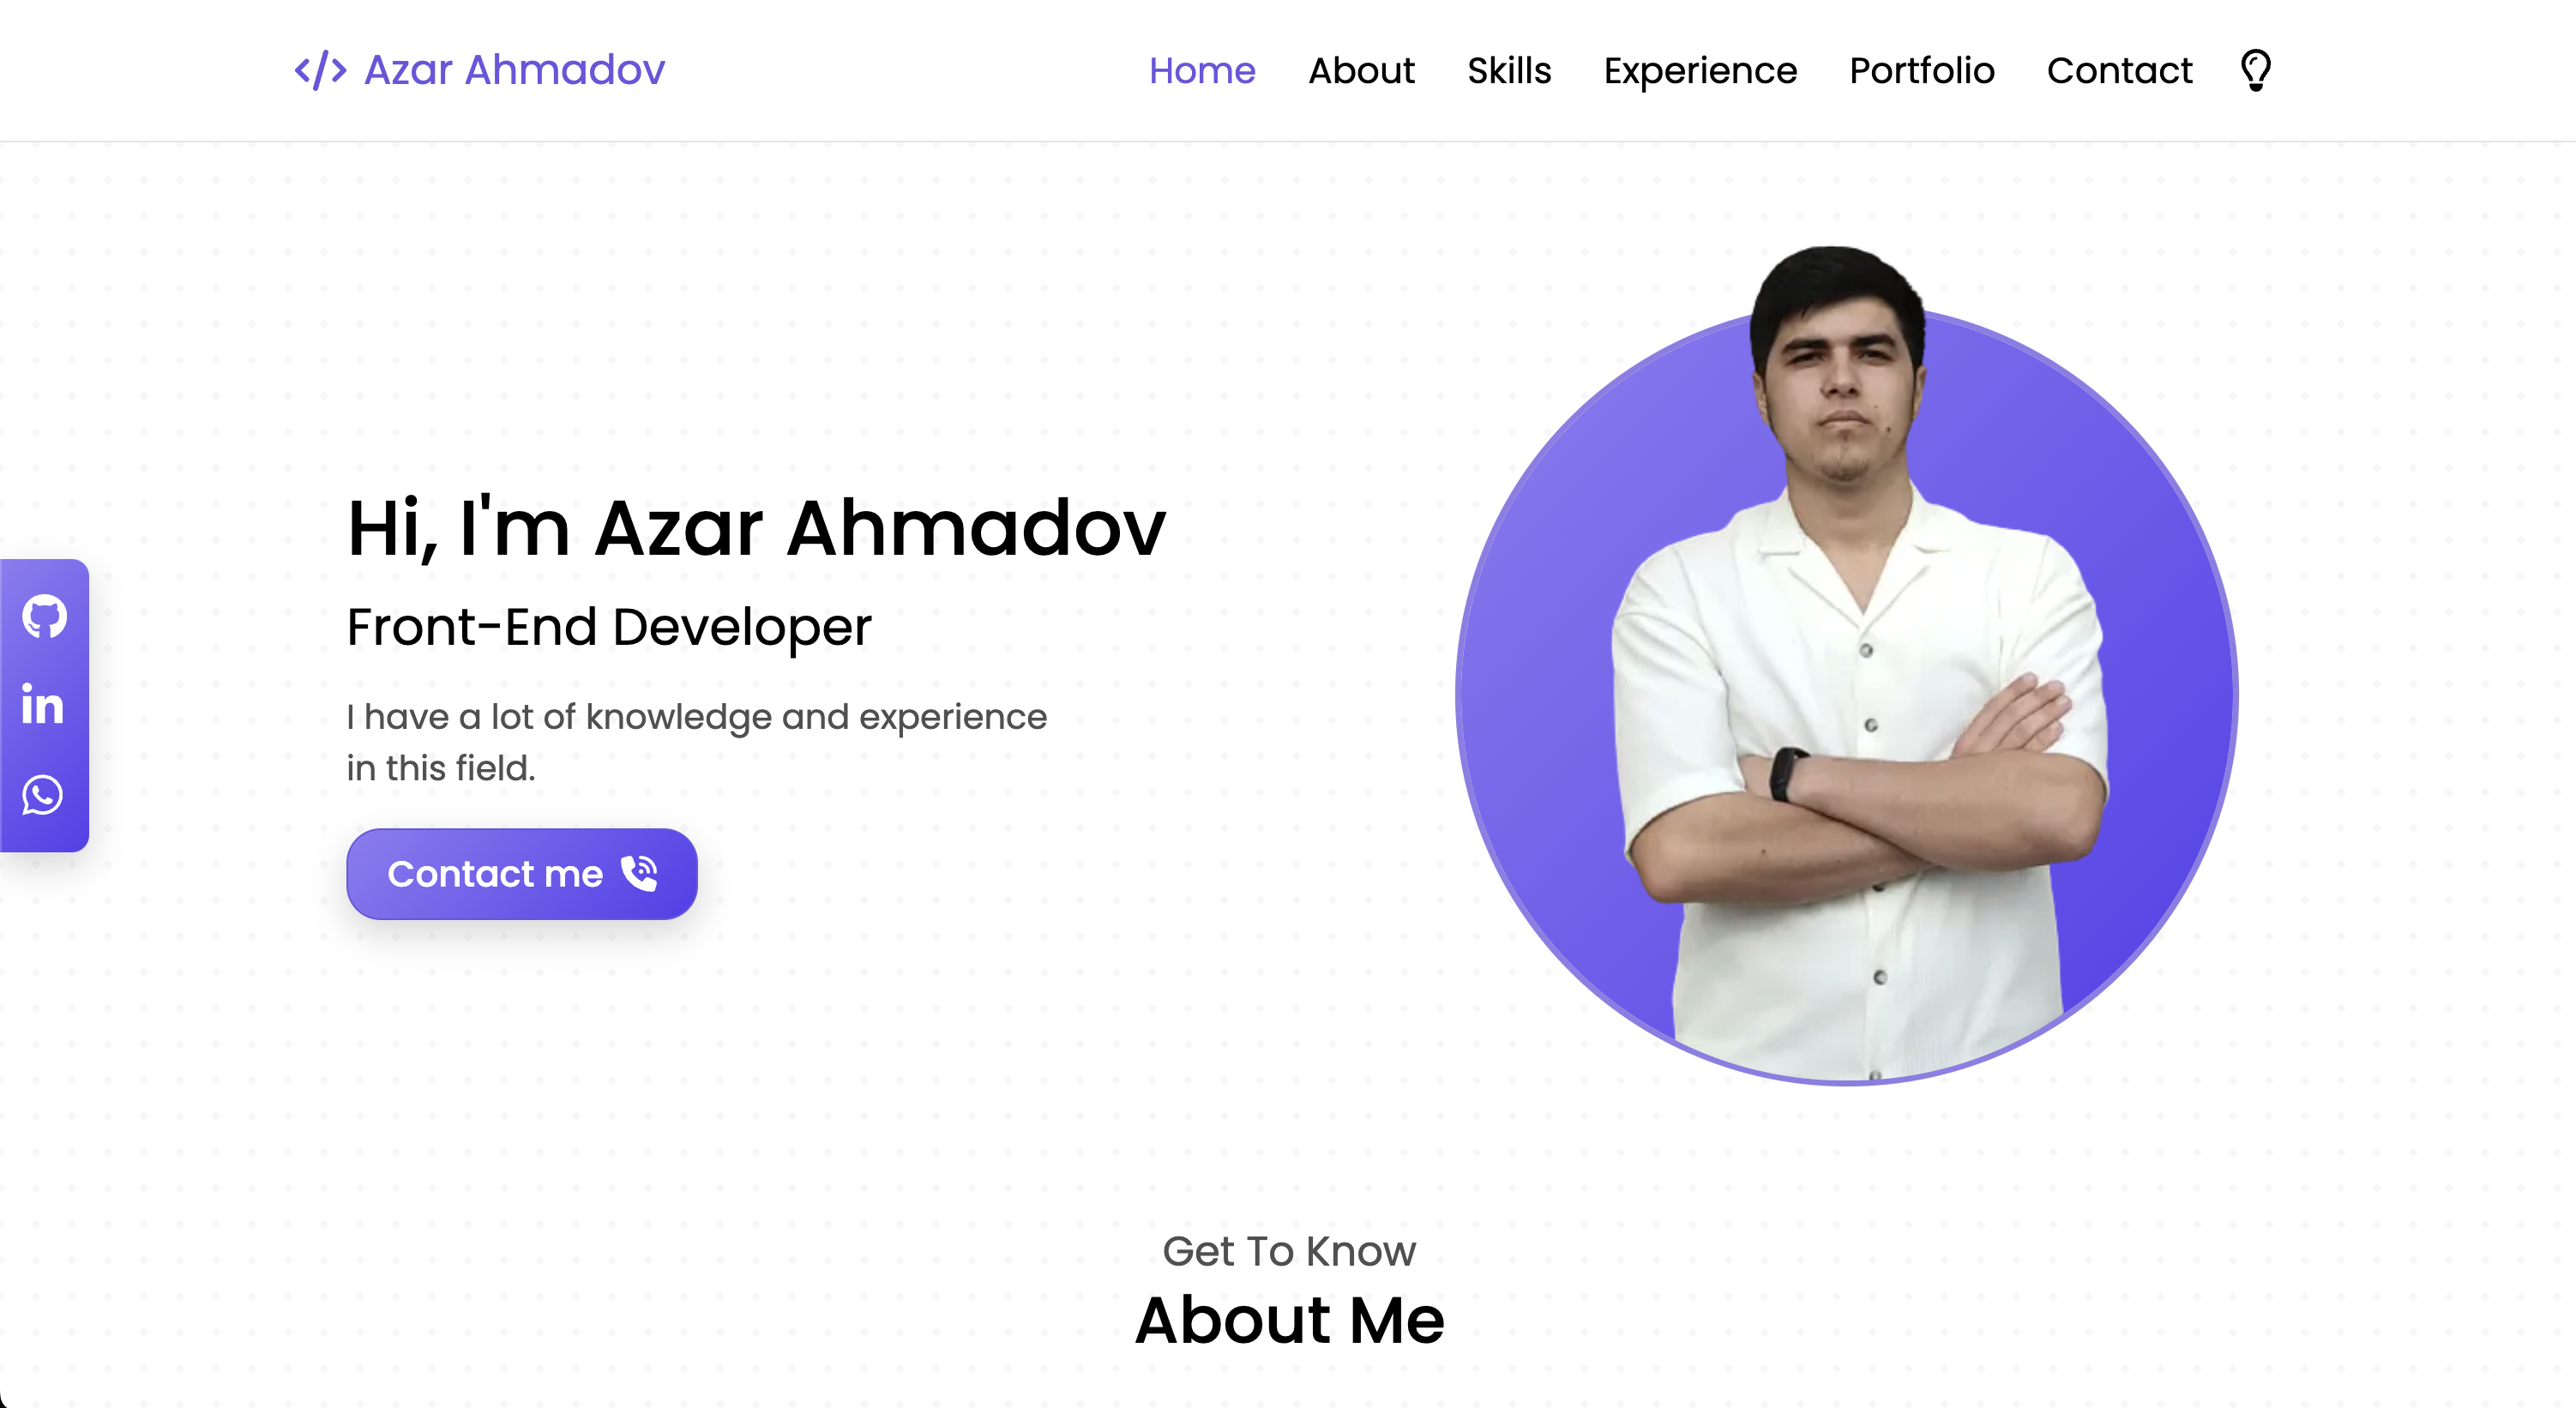 Azar Ahmadov
Home About Skills Experience Portfolio Contact
Hi, I'm Azar Ahmadov
Front-End Developer
I have a lot of knowledge and experience
in this field.
Contact me
Get To Know
About Me